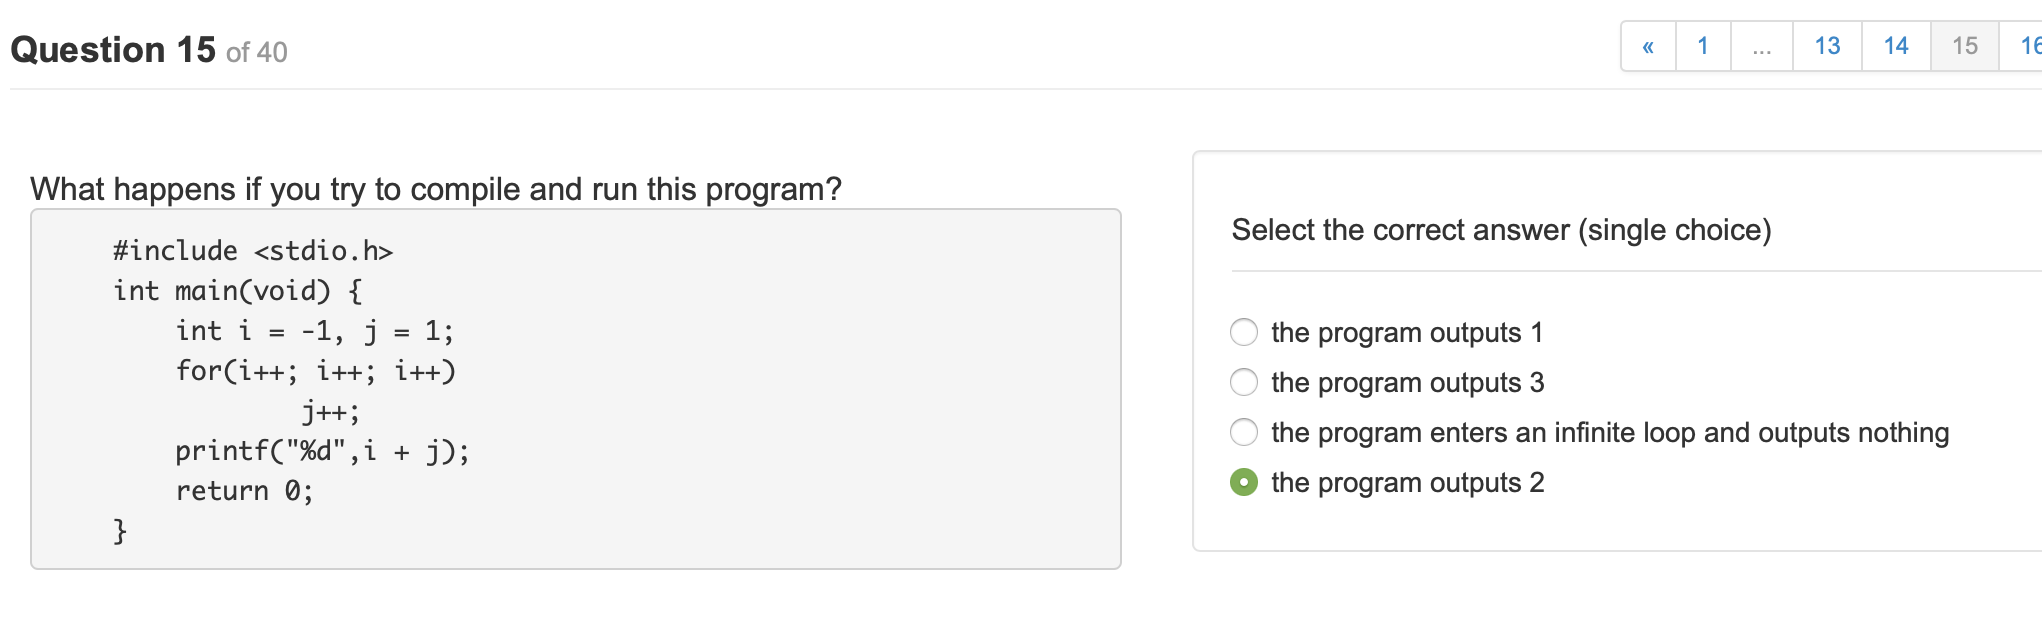 Question 15 of 40
« 1 ... 13 14 15 16
What happens if you try to compile and run this program?
#include <stdio.h>
int main(void) {
    int i = -1, j = 1;
    for(i++; i++; i++)
            j++;
    printf("%d",i + j);
    return 0;
}
Select the correct answer (single choice)
the program outputs 1
the program outputs 3
the program enters an infinite loop and outputs nothing
the program outputs 2